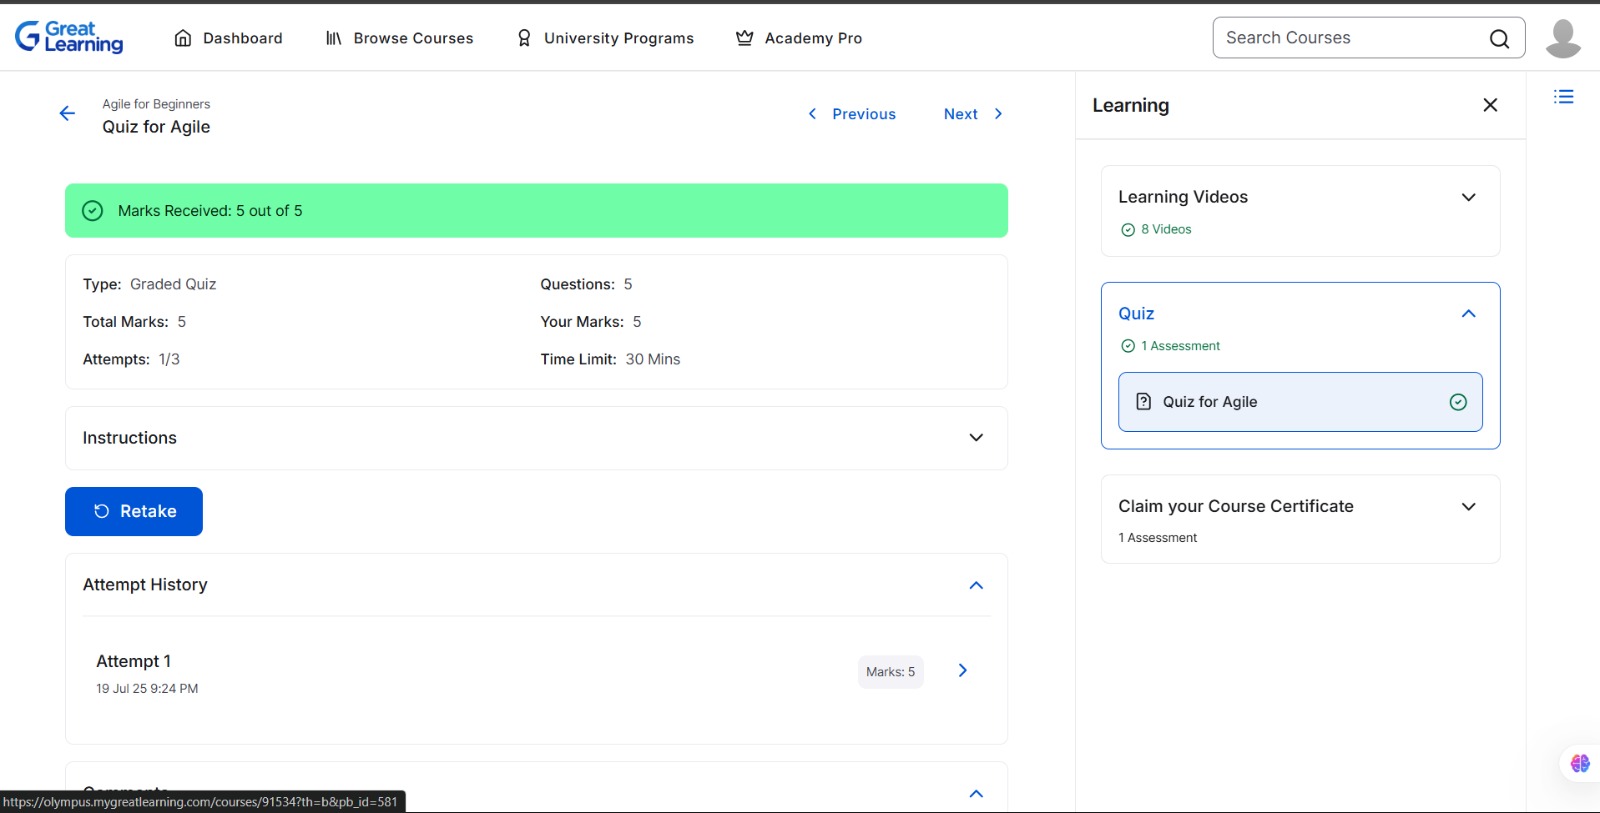 Great Learning
Dashboard
Browse Courses
University Programs
Academy Pro
Search Courses
Agile for Beginners
Quiz for Agile
Previous
Next
Marks Received: 5 out of 5
Type: Graded Quiz
Questions: 5
Total Marks: 5
Your Marks: 5
Attempts: 1/3
Time Limit: 30 Mins
Instructions
Retake
Attempt History
Attempt 1
19 Jul 25 9:24 PM
Marks: 5
Comments
https://olympus.mygreatlearning.com/courses/91534?th=b&pb_id=581
Learning
Learning Videos
8 Videos
Quiz
1 Assessment
Quiz for Agile
Claim your Course Certificate
1 Assessment